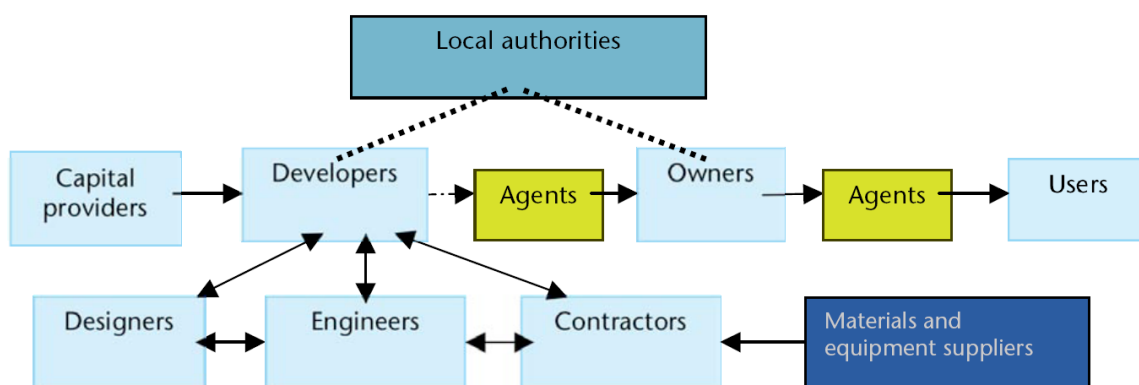 Local authorities
Capital
providers
Developers
Agents
Owners
Agents
Users
Designers
Engineers
Contractors
Materials and
equipment suppliers